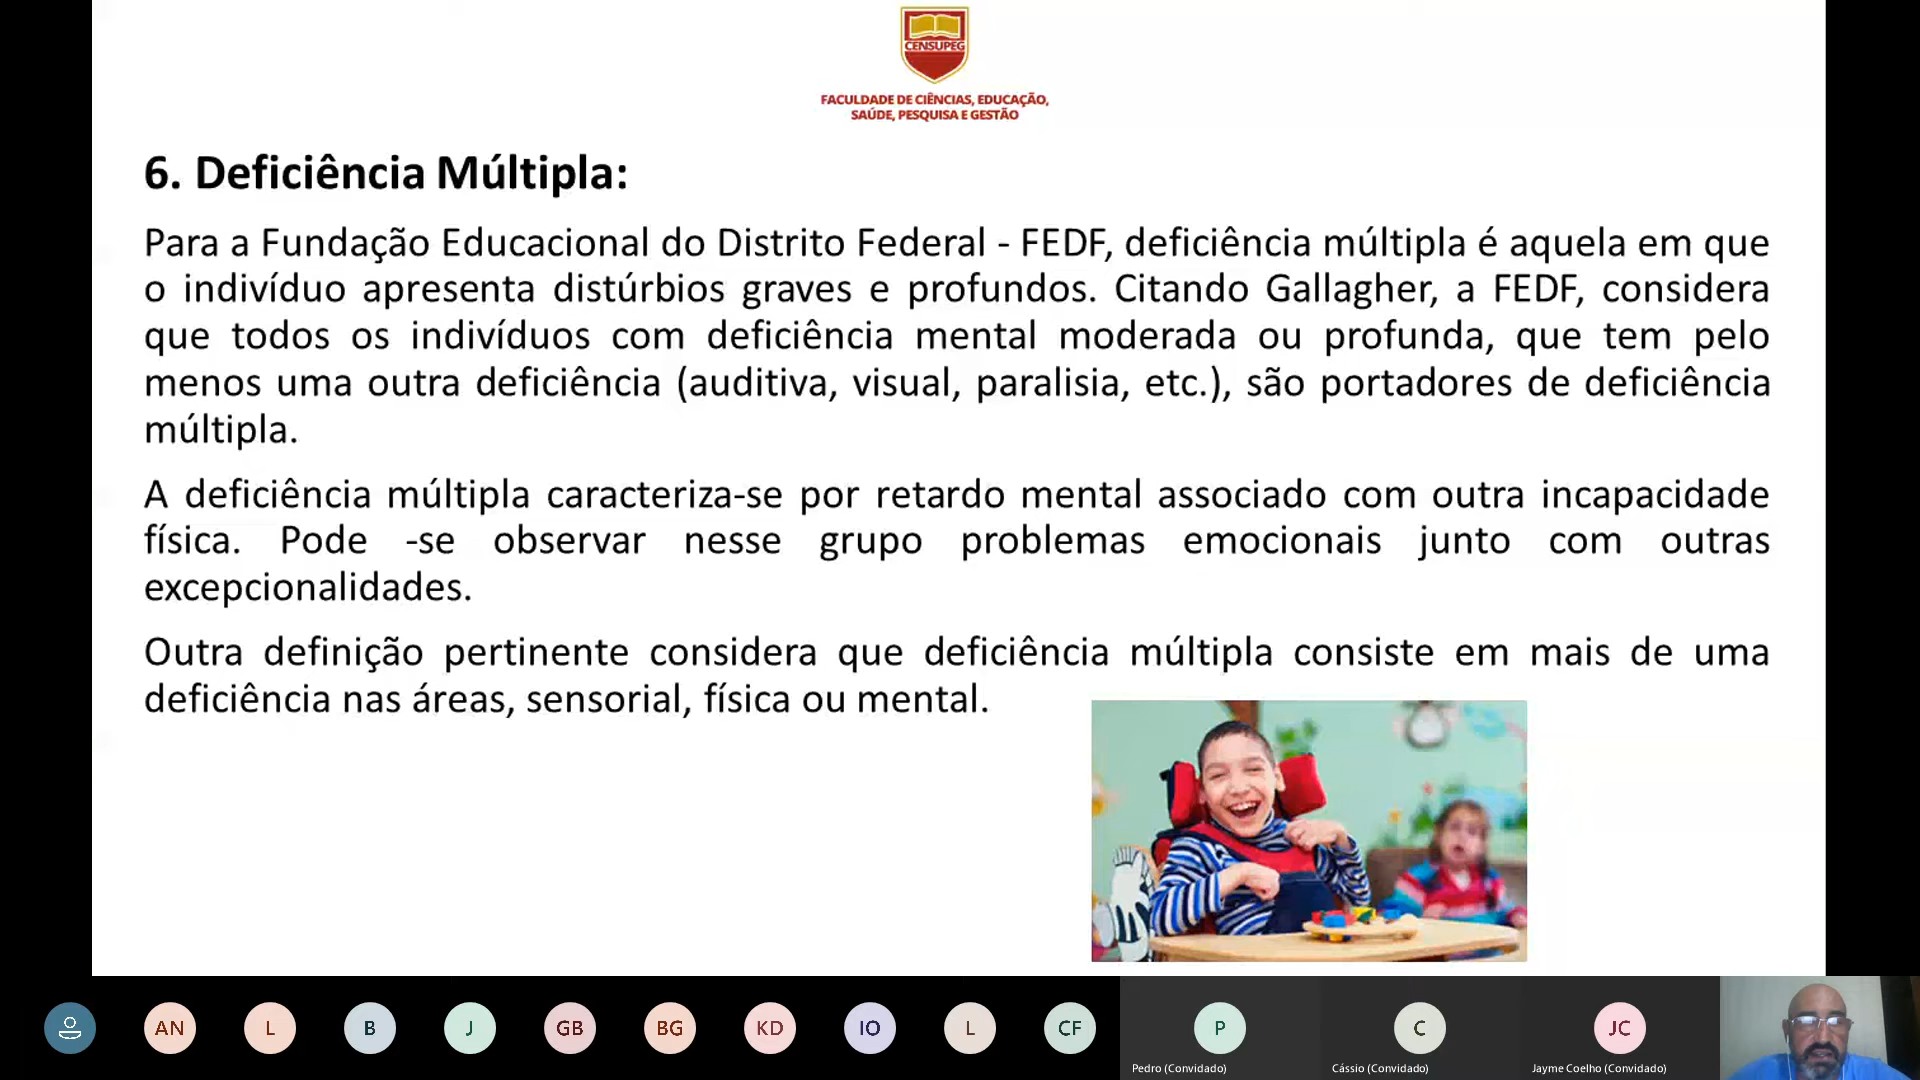 CENSUPEG
FACULDADE DE CIÊNCIAS, EDUCAÇÃO,
SAÚDE, PESQUISA E GESTÃO
6. Deficiência Múltipla:
Para a Fundação Educacional do Distrito Federal - FEDF, deficiência múltipla é aquela em que
o indivíduo apresenta distúrbios graves e profundos. Citando Gallagher, a FEDF, considera
que todos os indivíduos com deficiência mental moderada ou profunda, que tem pelo
menos uma outra deficiência (auditiva, visual, paralisia, etc.), são portadores de deficiência
múltipla.
A deficiência múltipla caracteriza-se por retardo mental associado com outra incapacidade
física. Pode -se observar nesse grupo problemas emocionais junto com outras
excepcionalidades.
Outra definição pertinente considera que deficiência múltipla consiste em mais de uma
deficiência nas áreas, sensorial, física ou mental.
AN L B J GB BG KD IO L CF P C JC
Pedro (Convidado) Cássio (Convidado) Jayme Coelho (Convidado)